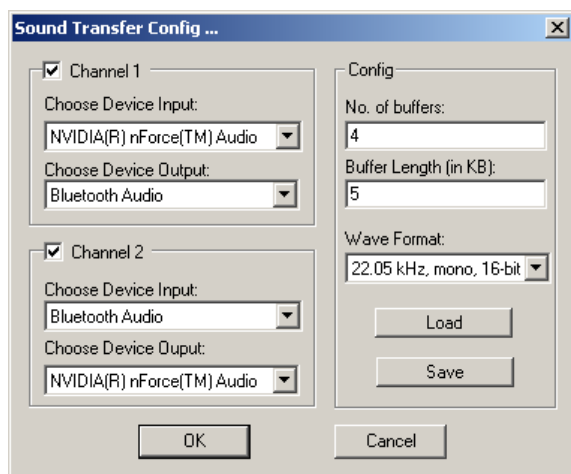 Sound Transfer Config ...
Channel 1
Choose Device Input:
NVIDIA(R) nForce(TM) Audio
Choose Device Output:
Bluetooth Audio
Channel 2
Choose Device Input:
Bluetooth Audio
Choose Device Ouput:
NVIDIA(R) nForce(TM) Audio
Config
No. of buffers:
4
Buffer Length (in KB):
5
Wave Format:
22.05 kHz, mono, 16-bit
Load
Save
OK
Cancel